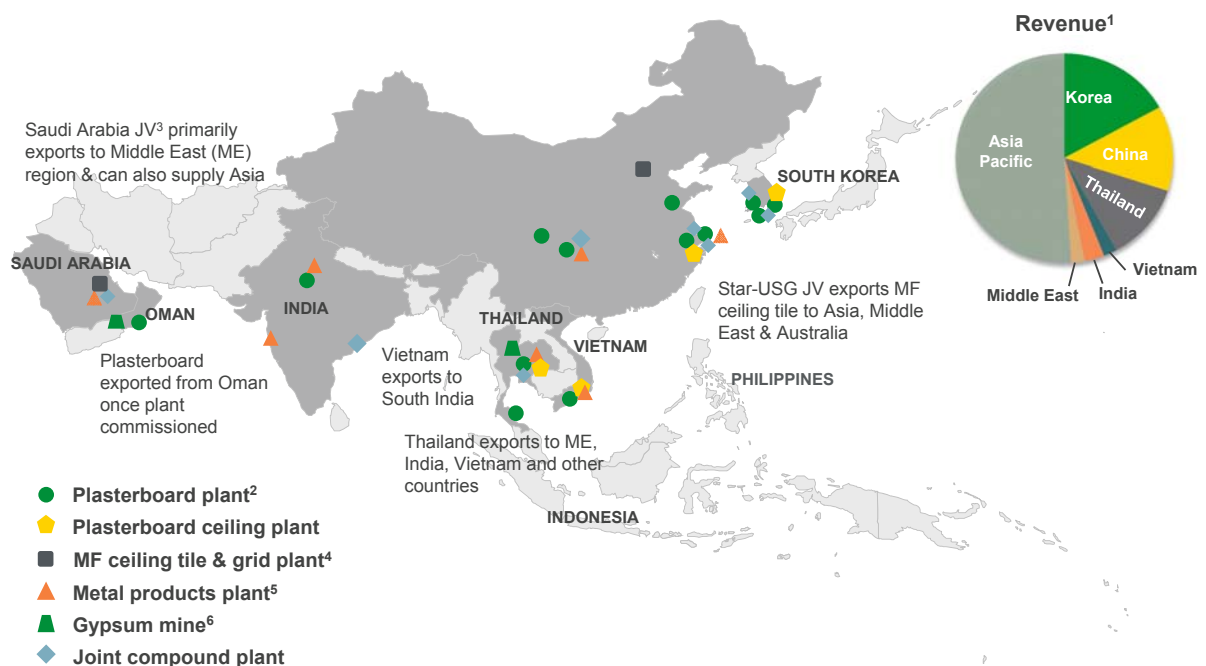 Revenue¹
Korea
China
Thailand
Asia
Pacific
Vietnam
India
Middle East
Saudi Arabia JV³ primarily
exports to Middle East (ME)
region & can also supply Asia
SOUTH KOREA
SAUDI ARABIA
OMAN
INDIA
THAILAND
VIETNAM
Star-USG JV exports MF
ceiling tile to Asia, Middle
East & Australia
Plasterboard
exported from Oman
once plant
commissioned
Vietnam
exports to
South India
PHILIPPINES
Thailand exports to ME,
India, Vietnam and other
countries
INDONESIA
Plasterboard plant²
Plasterboard ceiling plant
MF ceiling tile & grid plant⁴
Metal products plant⁵
Gypsum mine⁶
Joint compound plant